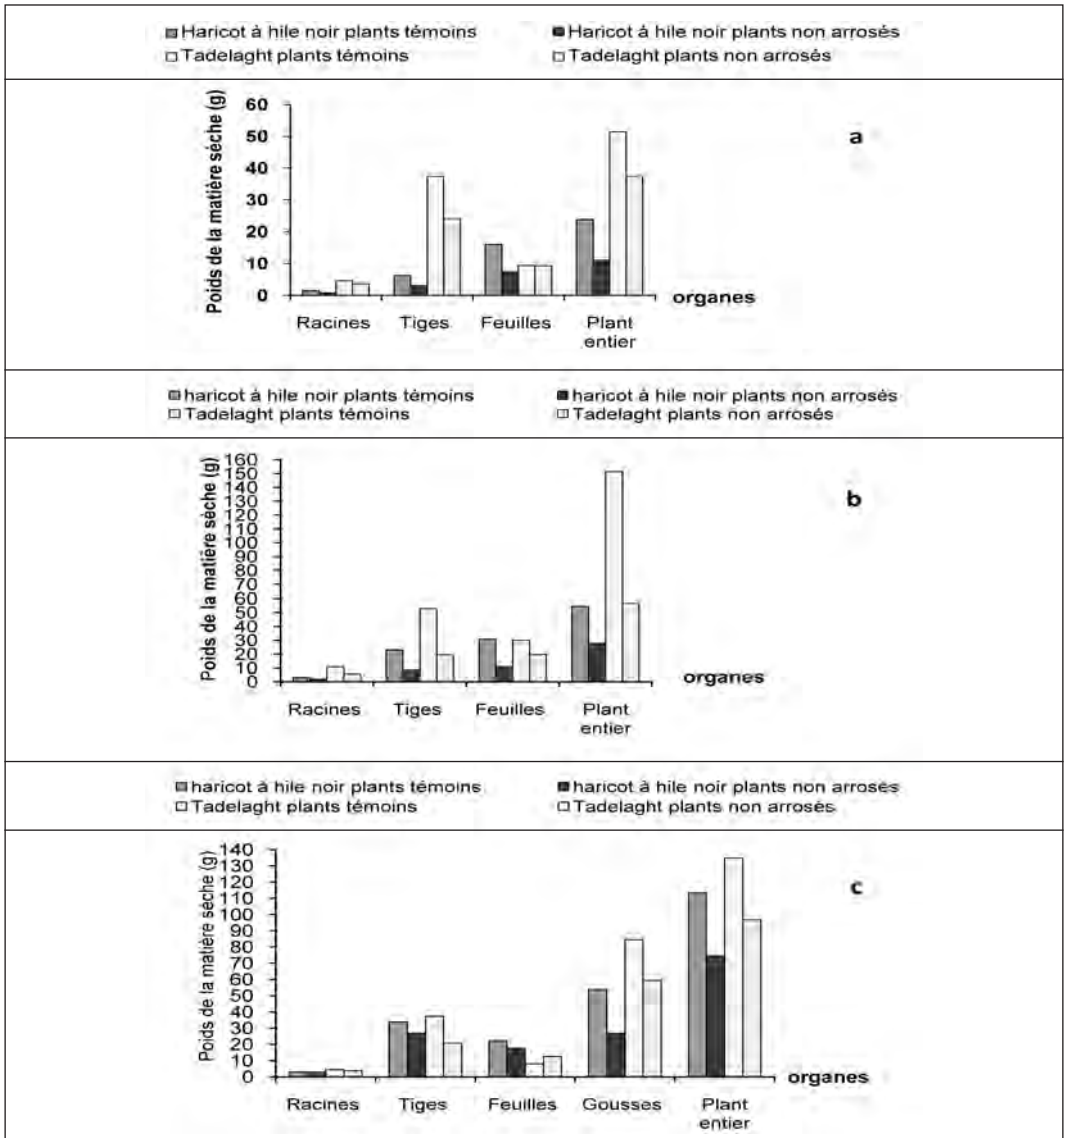 Haricot à hile noir plants témoins Haricot à hile noir plants non arrosés
Tadelaght plants témoins Tadelaght plants non arrosés
Poids de la matière sèche (g)
60
50
40
30
20
10
0
a
organes
Racines Tiges Feuilles Plant
entier
haricot à hile noir plants témoins haricot à hile noir plants non arrosés
Tadelaght plants témoins Tadelaght plants non arrosés
Poids de la matière sèche (g)
160
150
140
130
120
110
100
90
80
70
60
50
40
30
20
10
0
b
organes
Racines Tiges Feuilles Plant
entier
haricot à hile noir plants témoins haricot à hile noir plants non arrosés
Tadelaght plants témoins Tadelaght plants non arrosés
Poids de la matière sèche (g)
140
130
120
110
100
90
80
70
60
50
40
30
20
10
0
c
organes
Racines Tiges Feuilles Gousses Plant
entier